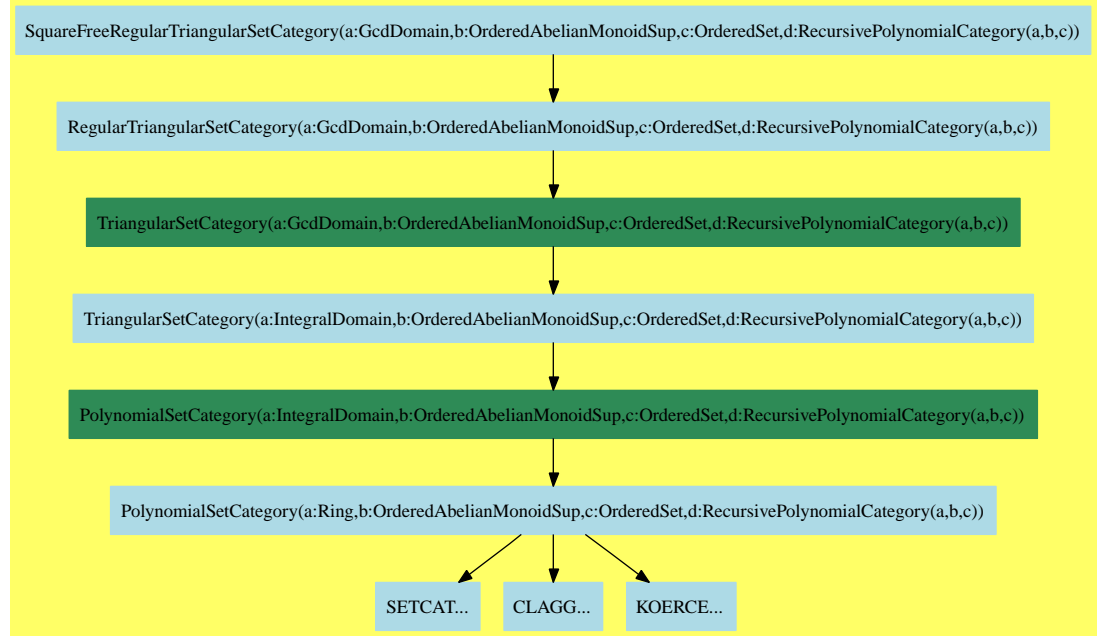 SquareFreeRegularTriangularSetCategory(a:GcdDomain,b:OrderedAbelianMonoidSup,c:OrderedSet,d:RecursivePolynomialCategory(a,b,c))
RegularTriangularSetCategory(a:GcdDomain,b:OrderedAbelianMonoidSup,c:OrderedSet,d:RecursivePolynomialCategory(a,b,c))
TriangularSetCategory(a:GcdDomain,b:OrderedAbelianMonoidSup,c:OrderedSet,d:RecursivePolynomialCategory(a,b,c))
TriangularSetCategory(a:IntegralDomain,b:OrderedAbelianMonoidSup,c:OrderedSet,d:RecursivePolynomialCategory(a,b,c))
PolynomialSetCategory(a:IntegralDomain,b:OrderedAbelianMonoidSup,c:OrderedSet,d:RecursivePolynomialCategory(a,b,c))
PolynomialSetCategory(a:Ring,b:OrderedAbelianMonoidSup,c:OrderedSet,d:RecursivePolynomialCategory(a,b,c))
SETCAT... CLAGG... KOERCE...